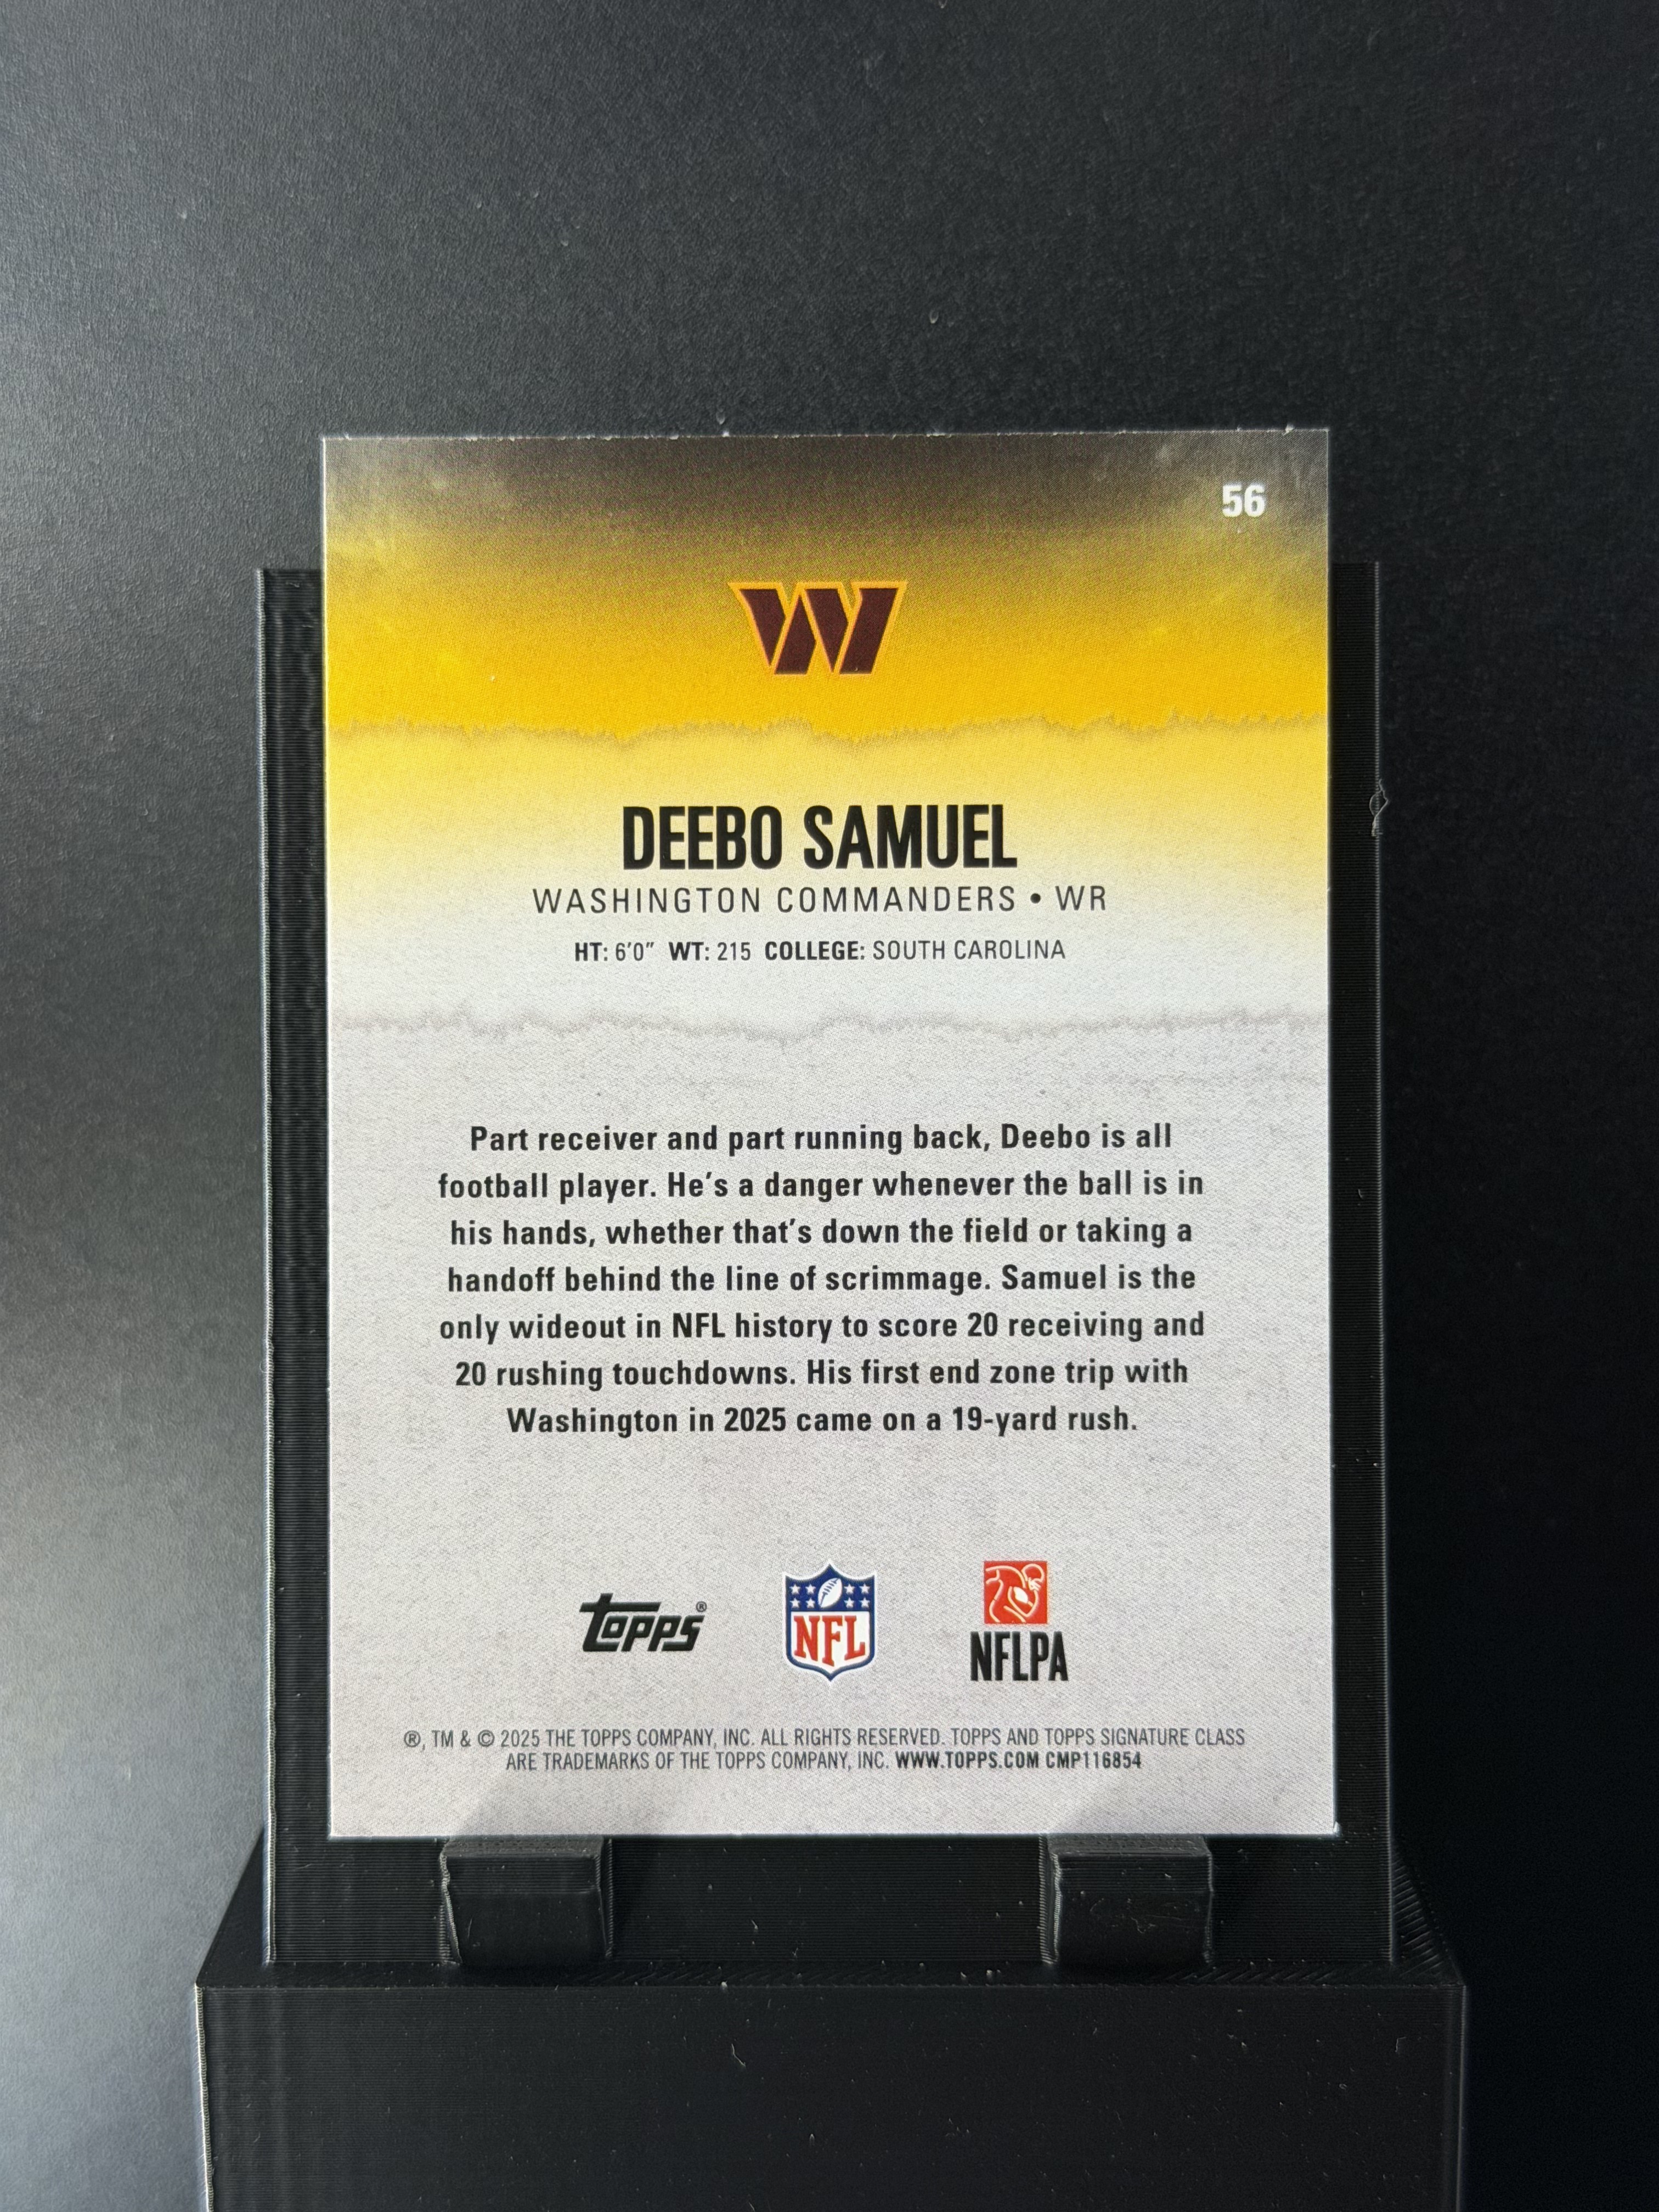 56
W
DEEBO SAMUEL
WASHINGTON COMMANDERS • WR
HT: 6'0" WT: 215 COLLEGE: SOUTH CAROLINA
Part receiver and part running back, Deebo is all
football player. He's a danger whenever the ball is in
his hands, whether that's down the field or taking a
handoff behind the line of scrimmage. Samuel is the
only wideout in NFL history to score 20 receiving and
20 rushing touchdowns. His first end zone trip with
Washington in 2025 came on a 19-yard rush.
topps®
NFL
NFLPA
®, TM & © 2025 THE TOPPS COMPANY, INC. ALL RIGHTS RESERVED. TOPPS AND TOPPS SIGNATURE CLASS
ARE TRADEMARKS OF THE TOPPS COMPANY, INC. WWW.TOPPS.COM CMP116854